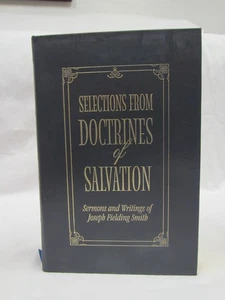 SELECTIONS FROM
DOCTRINES
of
SALVATION
Sermons and Writings of
Joseph Fielding Smith